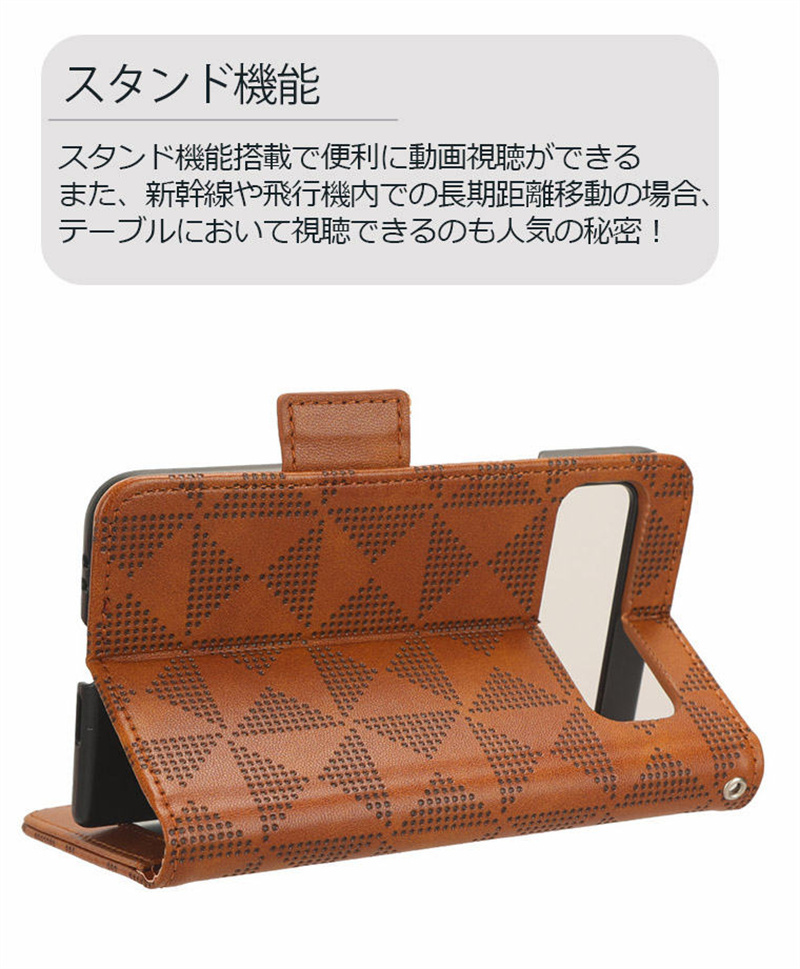 スタンド機能
スタンド機能搭載で便利に動画視聴ができる
また、新幹線や飛行機内での長期距離移動の場合、
テーブルにおいて視聴できるのも人気の秘密！